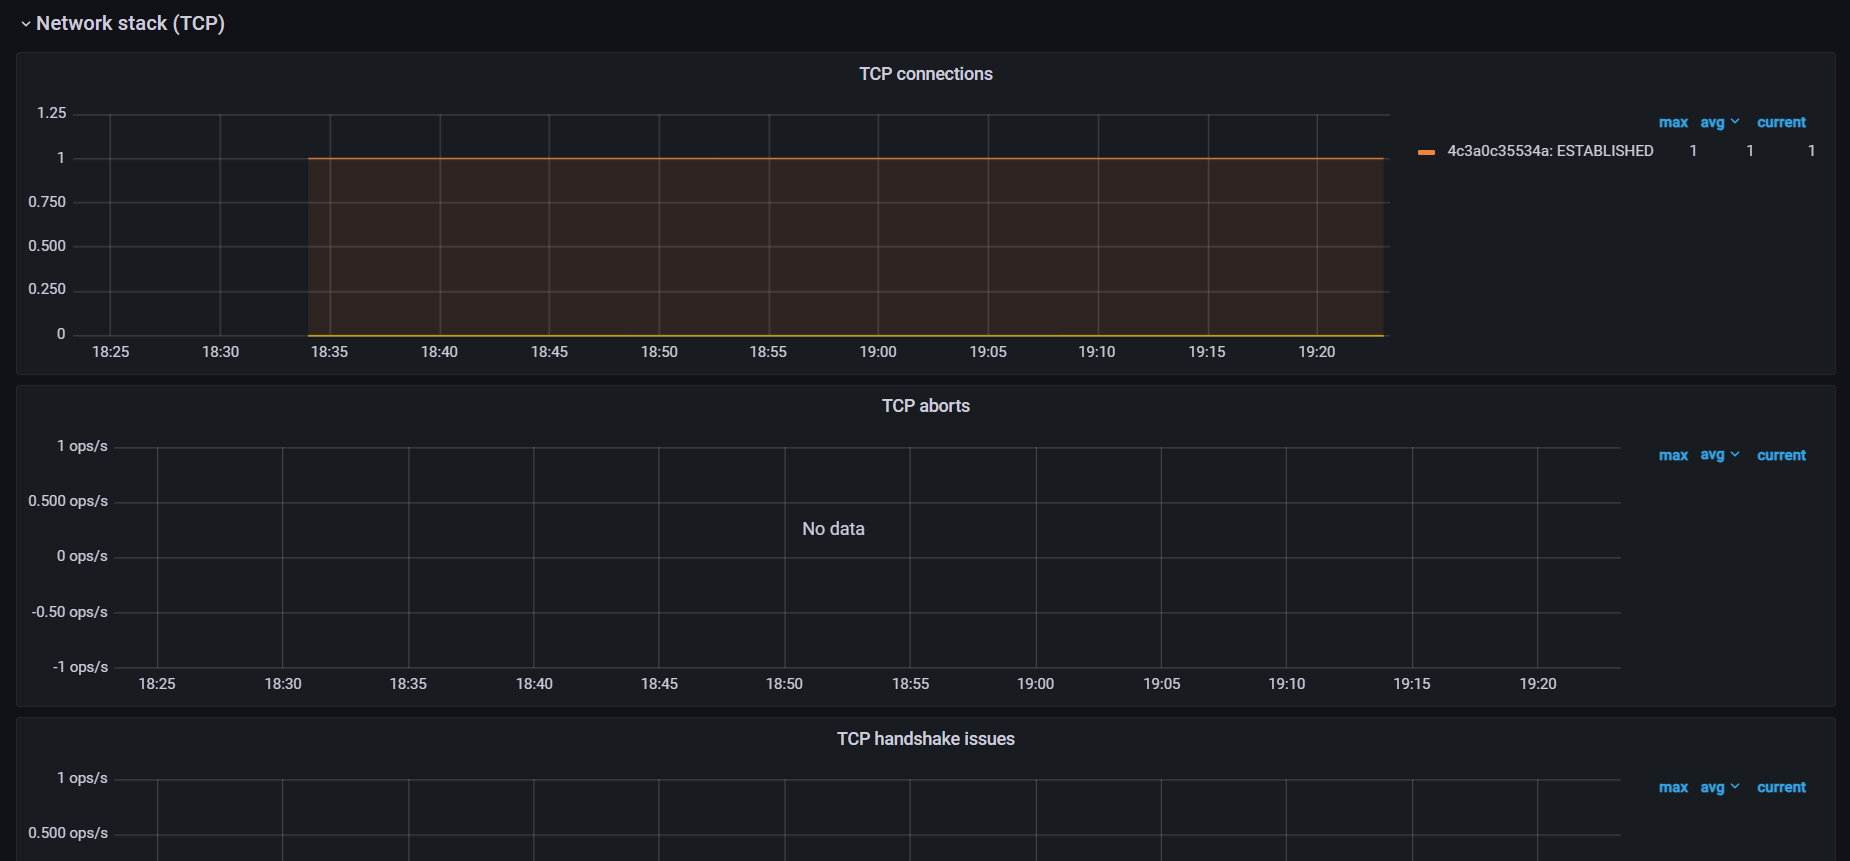 Network stack (TCP)
TCP connections
1.25
1
0.750
0.500
0.250
0
18:25 18:30 18:35 18:40 18:45 18:50 18:55 19:00 19:05 19:10 19:15 19:20
max avg current
4c3a0c35534a: ESTABLISHED 1 1 1
TCP aborts
1 ops/s
0.500 ops/s
0 ops/s
-0.50 ops/s
-1 ops/s
No data
18:25 18:30 18:35 18:40 18:45 18:50 18:55 19:00 19:05 19:10 19:15 19:20
max avg current
TCP handshake issues
1 ops/s
0.500 ops/s
max avg current